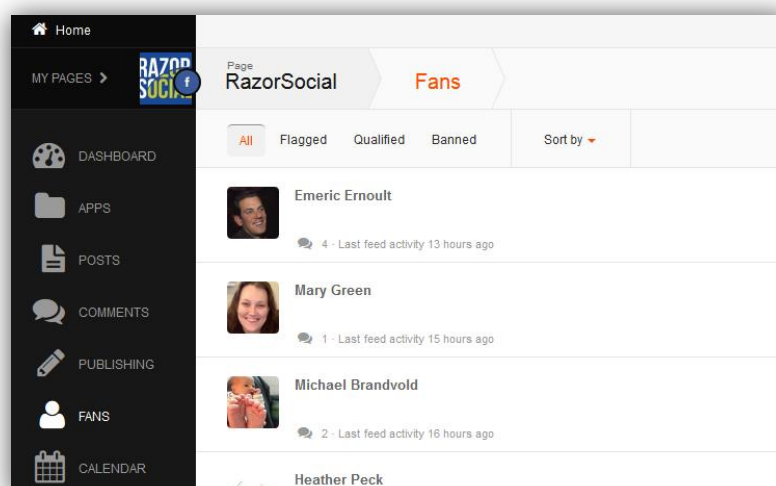 Home
MY PAGES
RAZOR
SOCIAL
f
Page
RazorSocial
Fans
All
Flagged
Qualified
Banned
Sort by
DASHBOARD
APPS
POSTS
COMMENTS
PUBLISHING
FANS
CALENDAR
Emeric Ernoult
4 · Last feed activity 13 hours ago
Mary Green
1 · Last feed activity 15 hours ago
Michael Brandvold
2 · Last feed activity 16 hours ago
Heather Peck